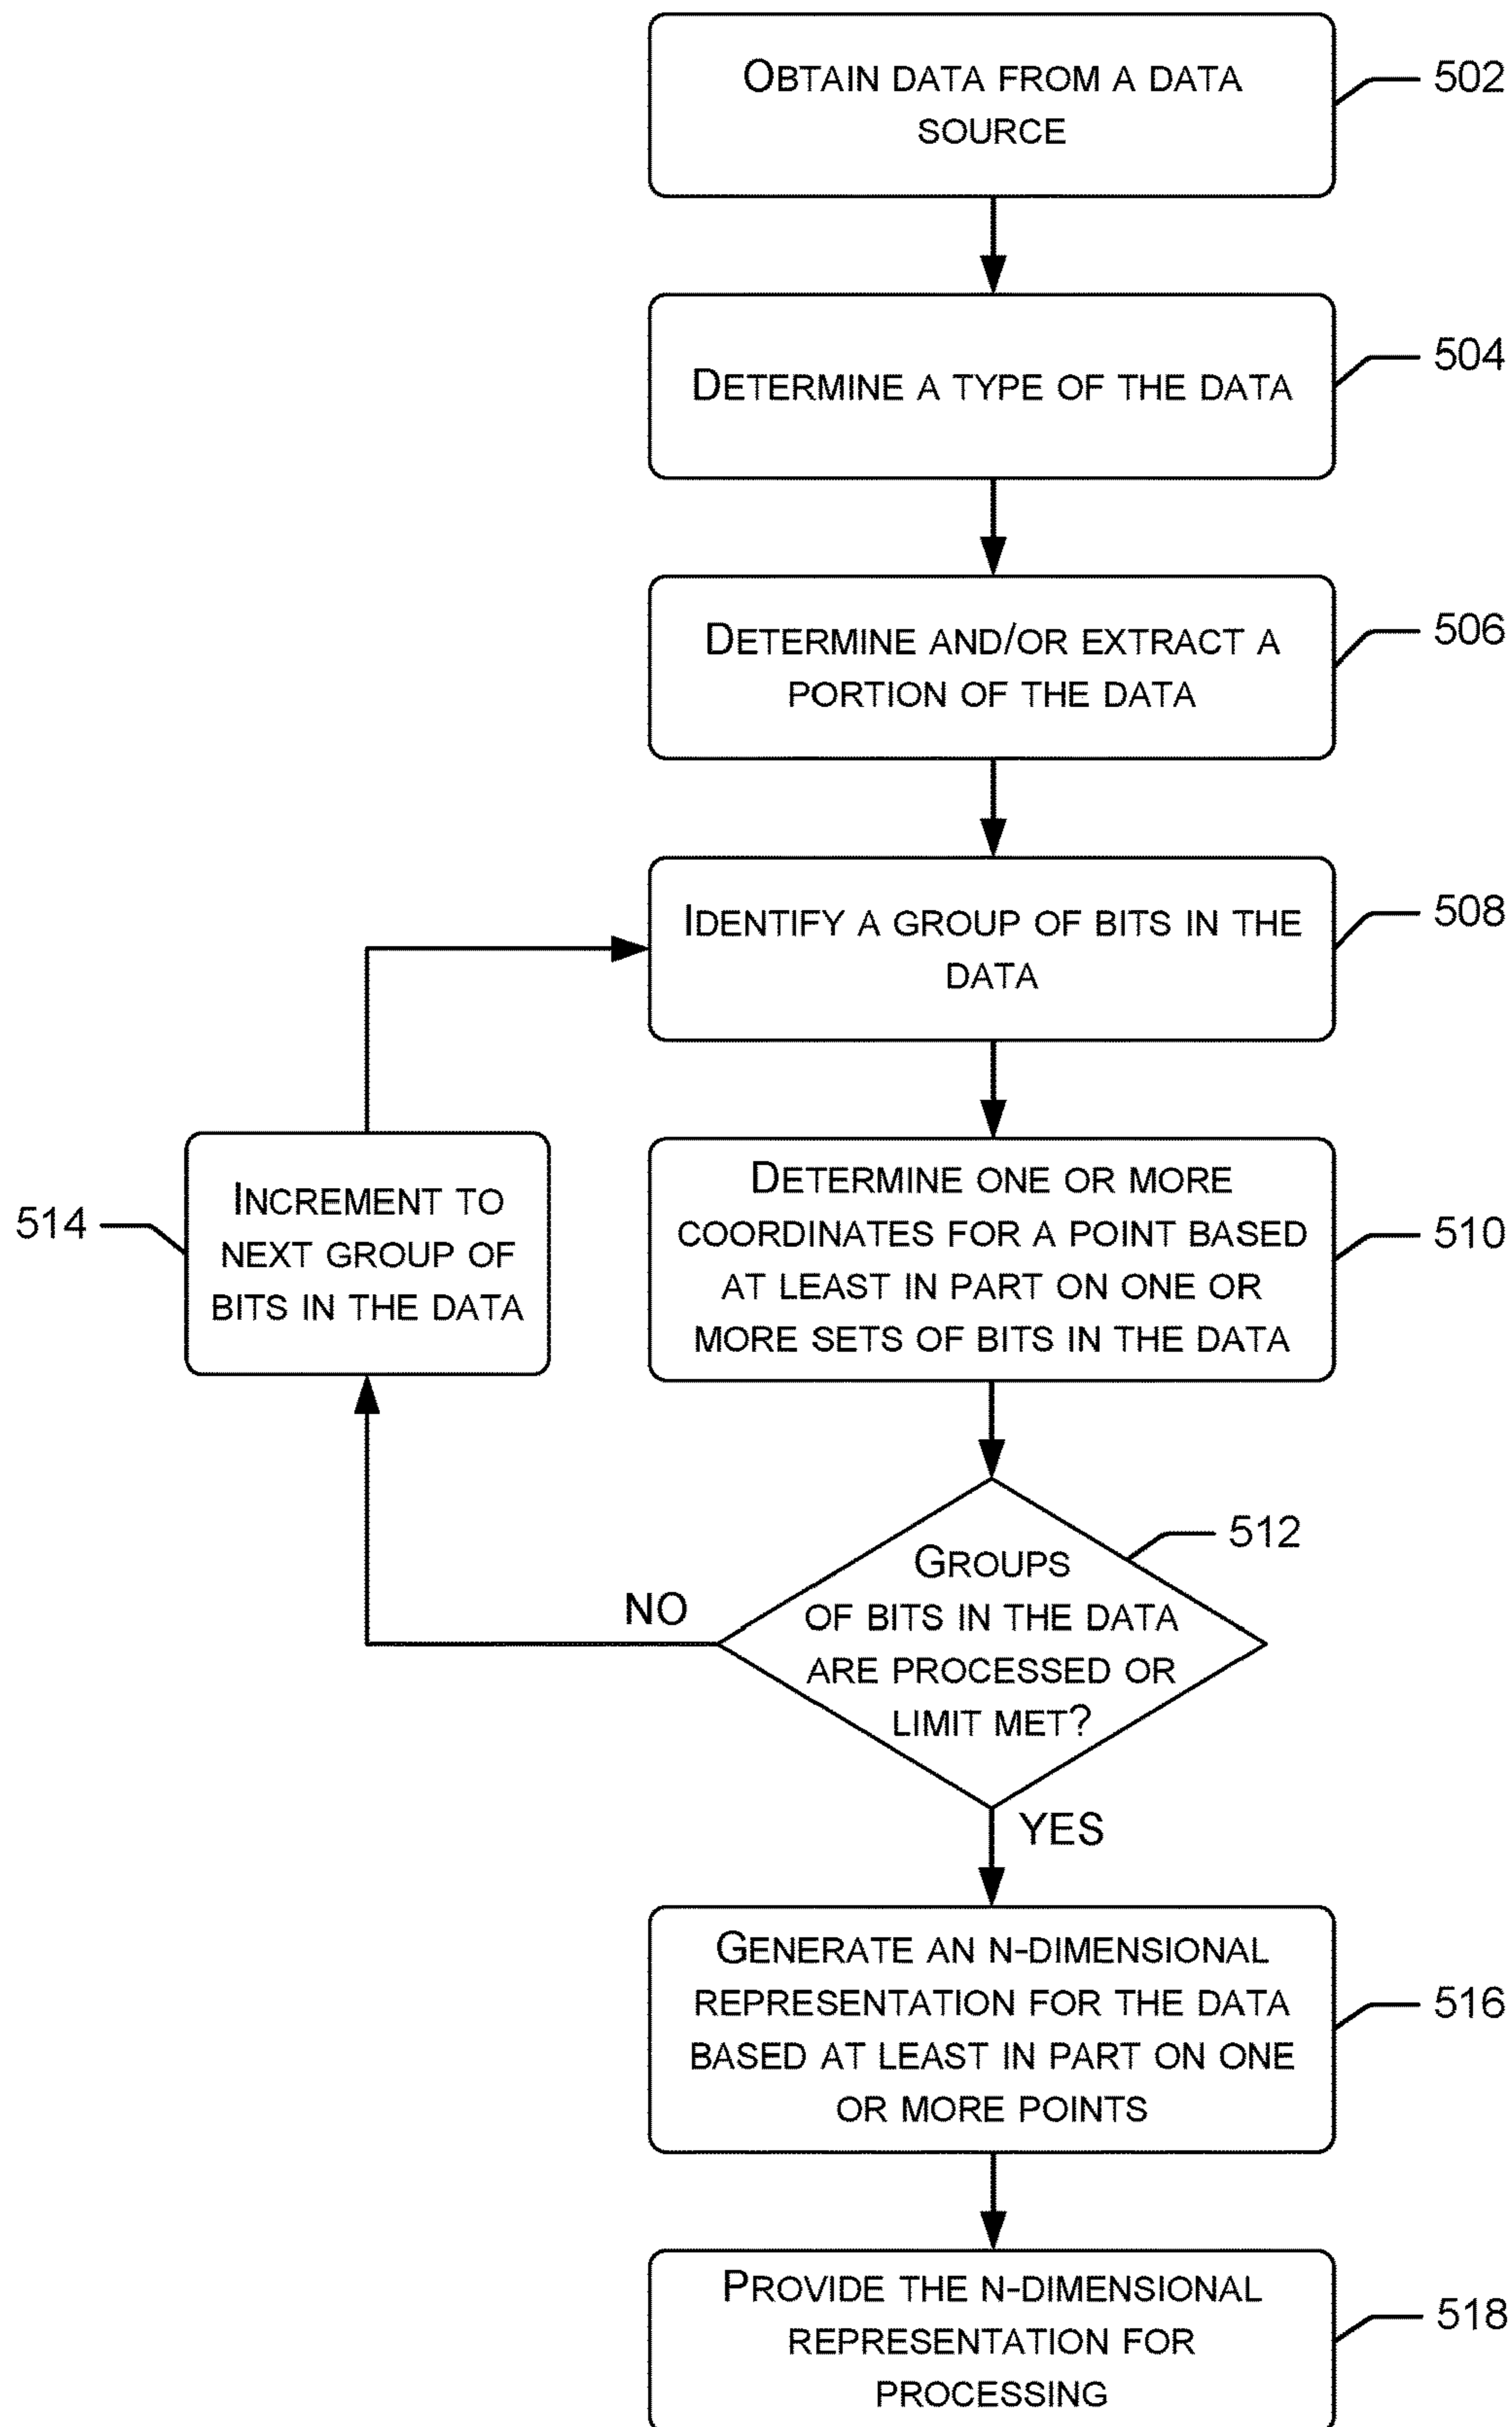 OBTAIN DATA FROM A DATA
SOURCE
502
DETERMINE A TYPE OF THE DATA
504
DETERMINE AND/OR EXTRACT A
PORTION OF THE DATA
506
IDENTIFY A GROUP OF BITS IN THE
DATA
508
DETERMINE ONE OR MORE
COORDINATES FOR A POINT BASED
AT LEAST IN PART ON ONE OR
MORE SETS OF BITS IN THE DATA
510
514
INCREMENT TO
NEXT GROUP OF
BITS IN THE DATA
GROUPS
OF BITS IN THE DATA
ARE PROCESSED OR
LIMIT MET?
512
NO
YES
GENERATE AN N-DIMENSIONAL
REPRESENTATION FOR THE DATA
BASED AT LEAST IN PART ON ONE
OR MORE POINTS
516
PROVIDE THE N-DIMENSIONAL
REPRESENTATION FOR
PROCESSING
518